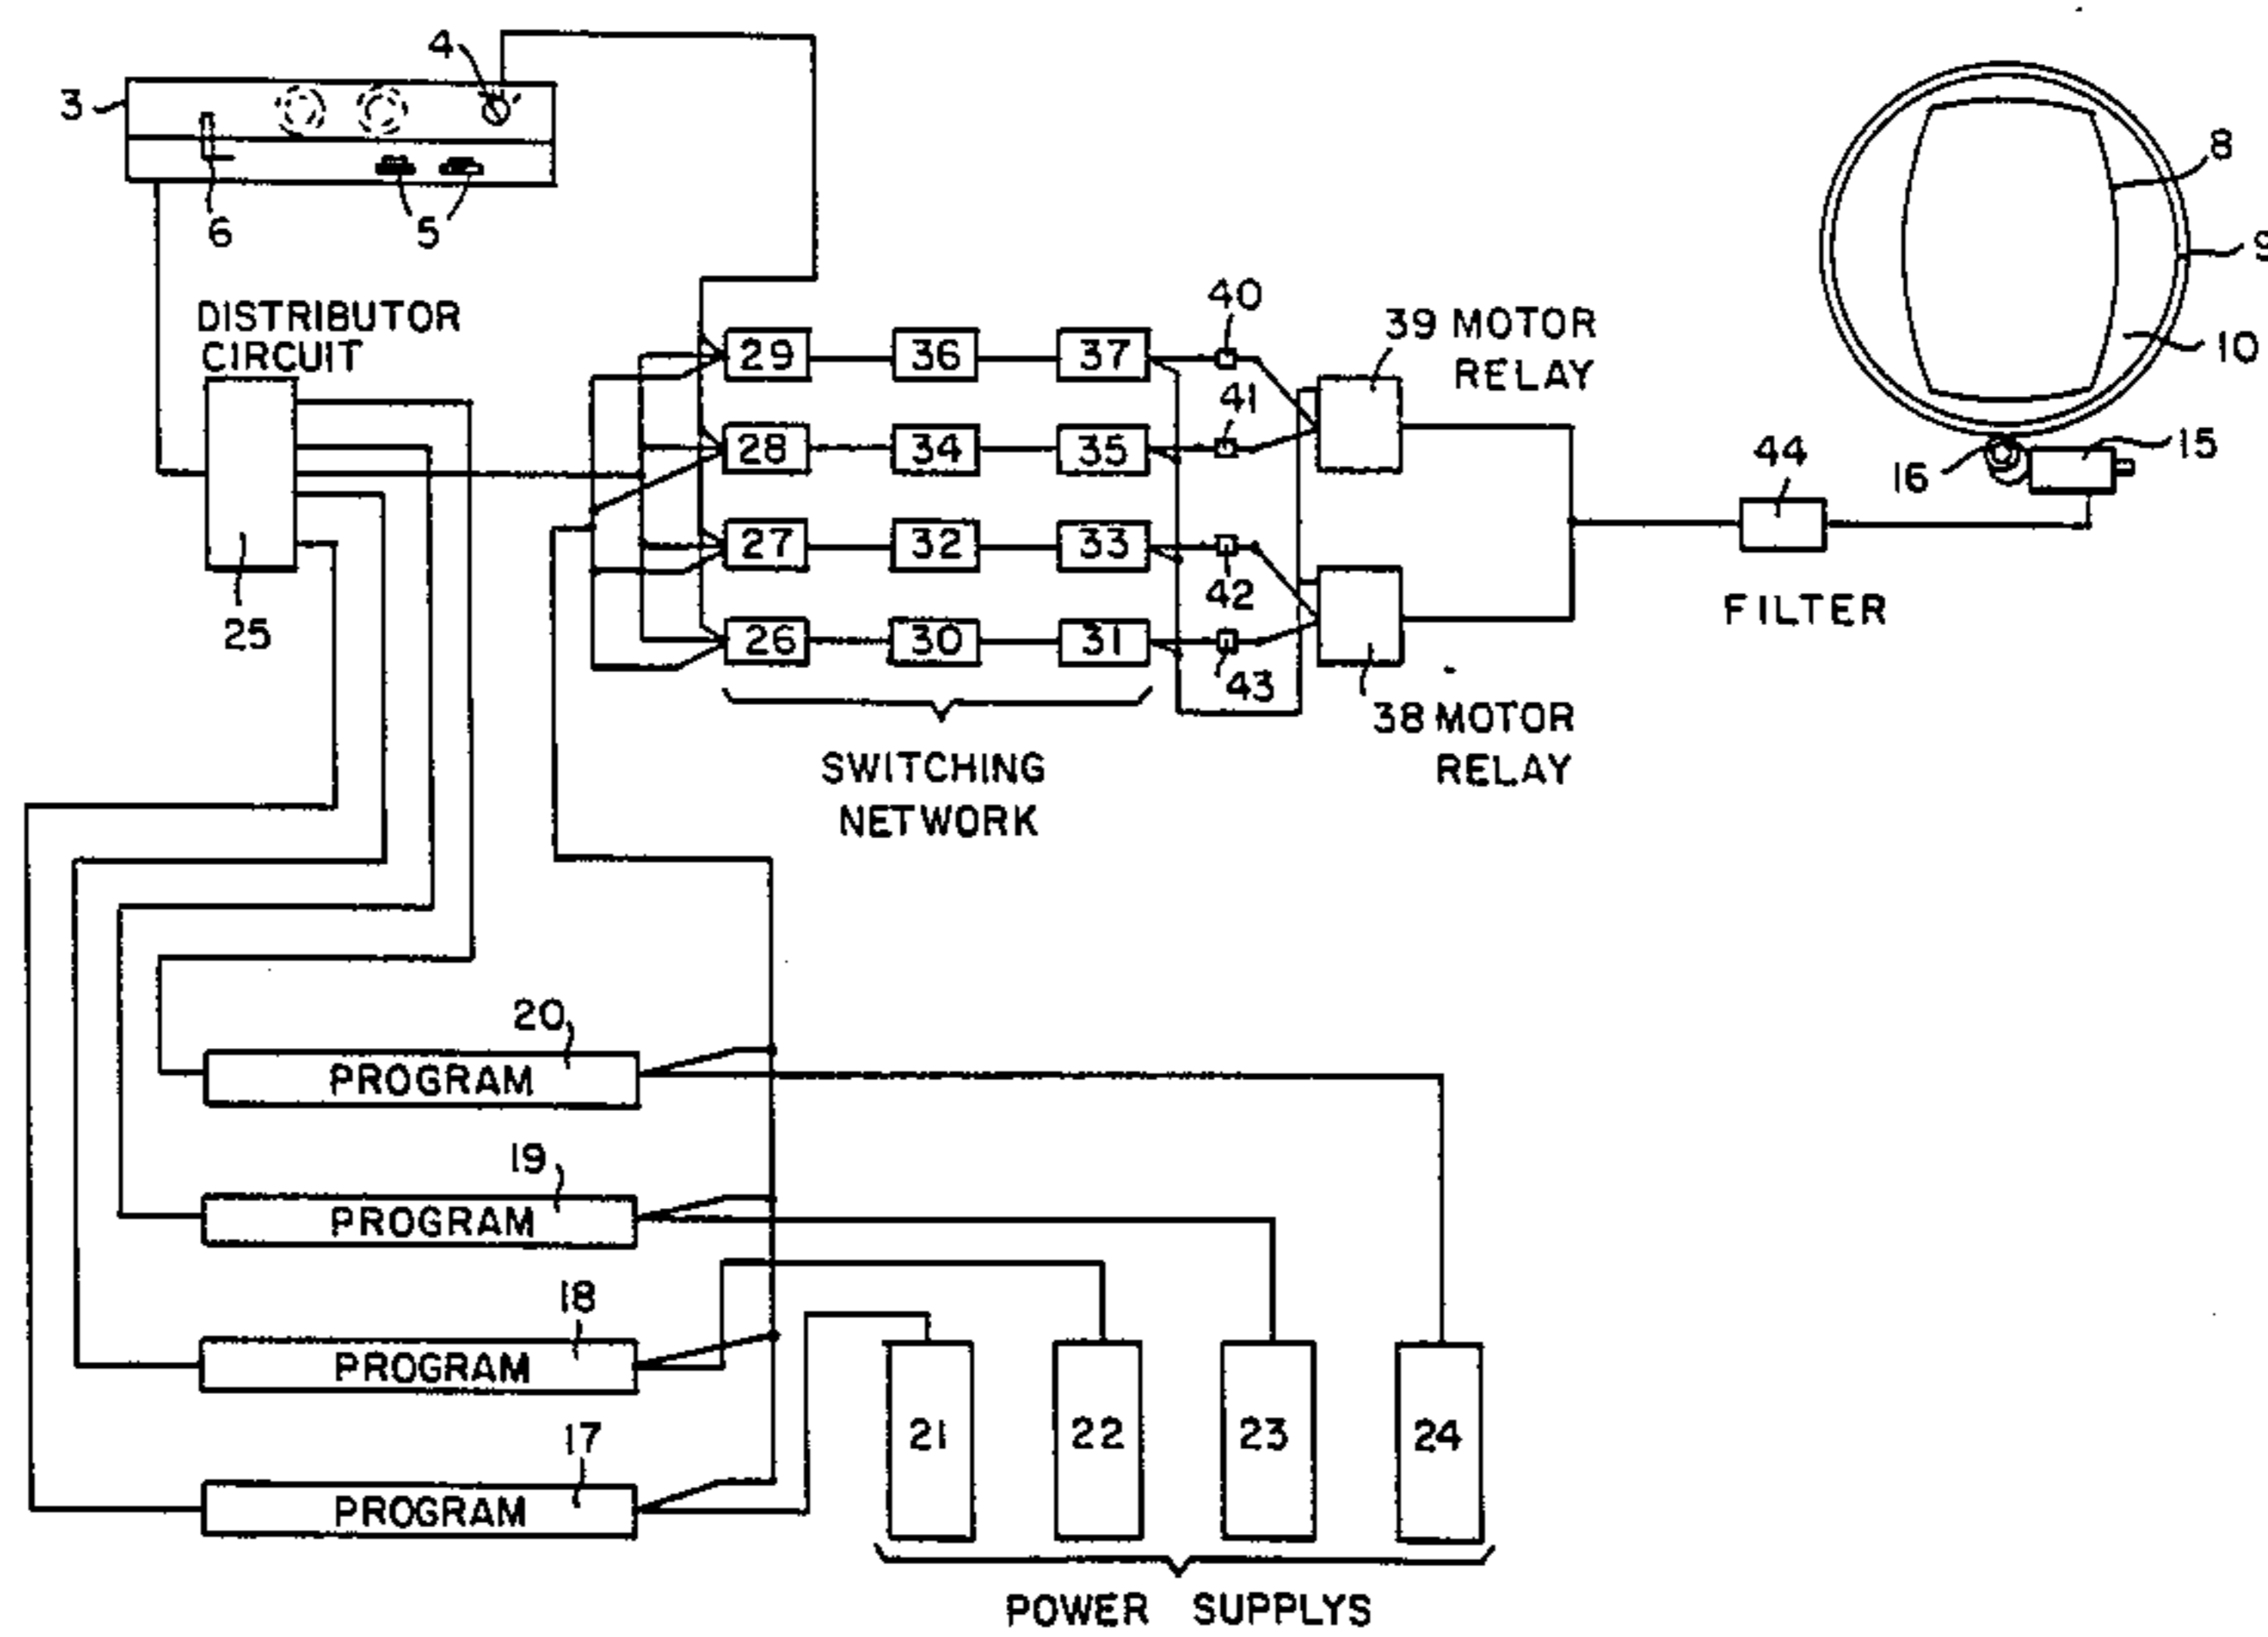 4
3
8
6
5
9
DISTRIBUTOR
CIRCUIT
40
39 MOTOR
RELAY
10
29
36
37
41
28
34
35
44
16
15
27
32
33
42
FILTER
25
26
30
31
43
38 MOTOR
RELAY
SWITCHING
NETWORK
20
PROGRAM
19
PROGRAM
18
PROGRAM
17
PROGRAM
21
22
23
24
POWER SUPPLYS